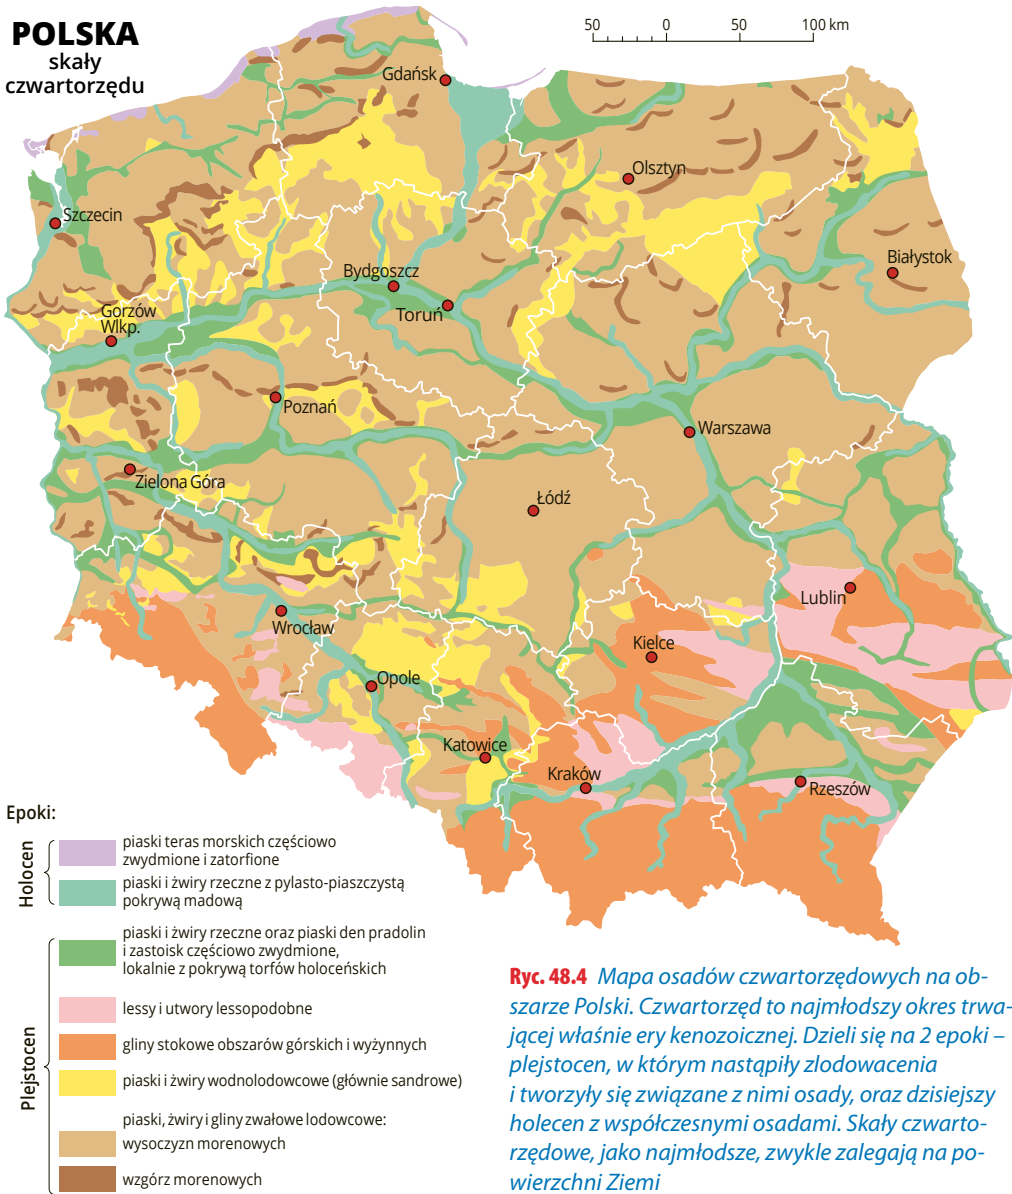 POLSKA
skały
czwartorzędu
50 0 50 100 km
Gdańsk
Olsztyn
Szczecin
Białystok
Bydgoszcz
Toruń
Gorzów
Wlkp.
Poznań
Warszawa
Zielona Góra
Łódź
Lublin
Wrocław
Kielce
Opole
Katowice
Kraków
Rzeszów
Epoki:
Holocen
piaski teras morskich częściowo
zwydmione i zatorfione
piaski i żwiry rzeczne z pylasto-piaszczystą
pokrywą madową
Plejstocen
piaski i żwiry rzeczne oraz piaski den pradolin
i zastoisk częściowo zwydmione,
lokalnie z pokrywą torfów holoceńskich
lessy i utwory lessopodobne
gliny stokowe obszarów górskich i wyżynnych
piaski i żwiry wodnolodowcowe (głównie sandrowe)
piaski, żwiry i gliny zwałowe lodowcowe:
wysoczyzn morenowych
wzgórz morenowych
Ryc. 48.4 Mapa osadów czwartorzędowych na ob-
szarze Polski. Czwartorzęd to najmłodszy okres trwa-
jącej właśnie ery kenozoicznej. Dzieli się na 2 epoki –
plejstocen, w którym nastąpiły zlodowacenia
i tworzyły się związane z nimi osady, oraz dzisiejszy
holecen z współczesnymi osadami. Skały czwarto-
rzędowe, jako najmłodsze, zwykle zalegają na po-
wierzchni Ziemi